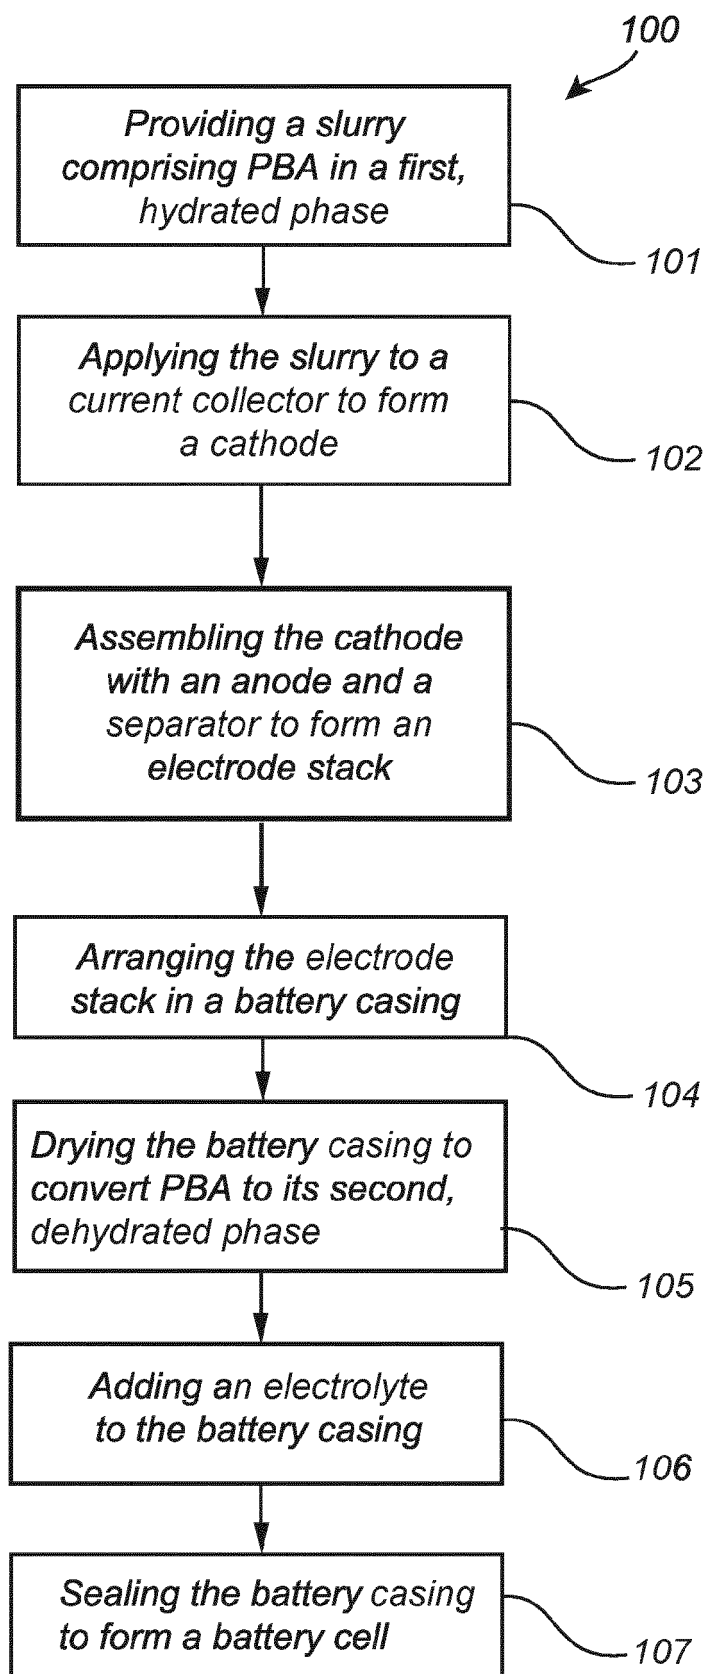 100
Providing a slurry
comprising PBA in a first,
hydrated phase
101
Applying the slurry to a
current collector to form
a cathode
102
Assembling the cathode
with an anode and a
separator to form an
electrode stack
103
Arranging the electrode
stack in a battery casing
104
Drying the battery casing to
convert PBA to its second,
dehydrated phase
105
Adding an electrolyte
to the battery casing
106
Sealing the battery casing
to form a battery cell
107